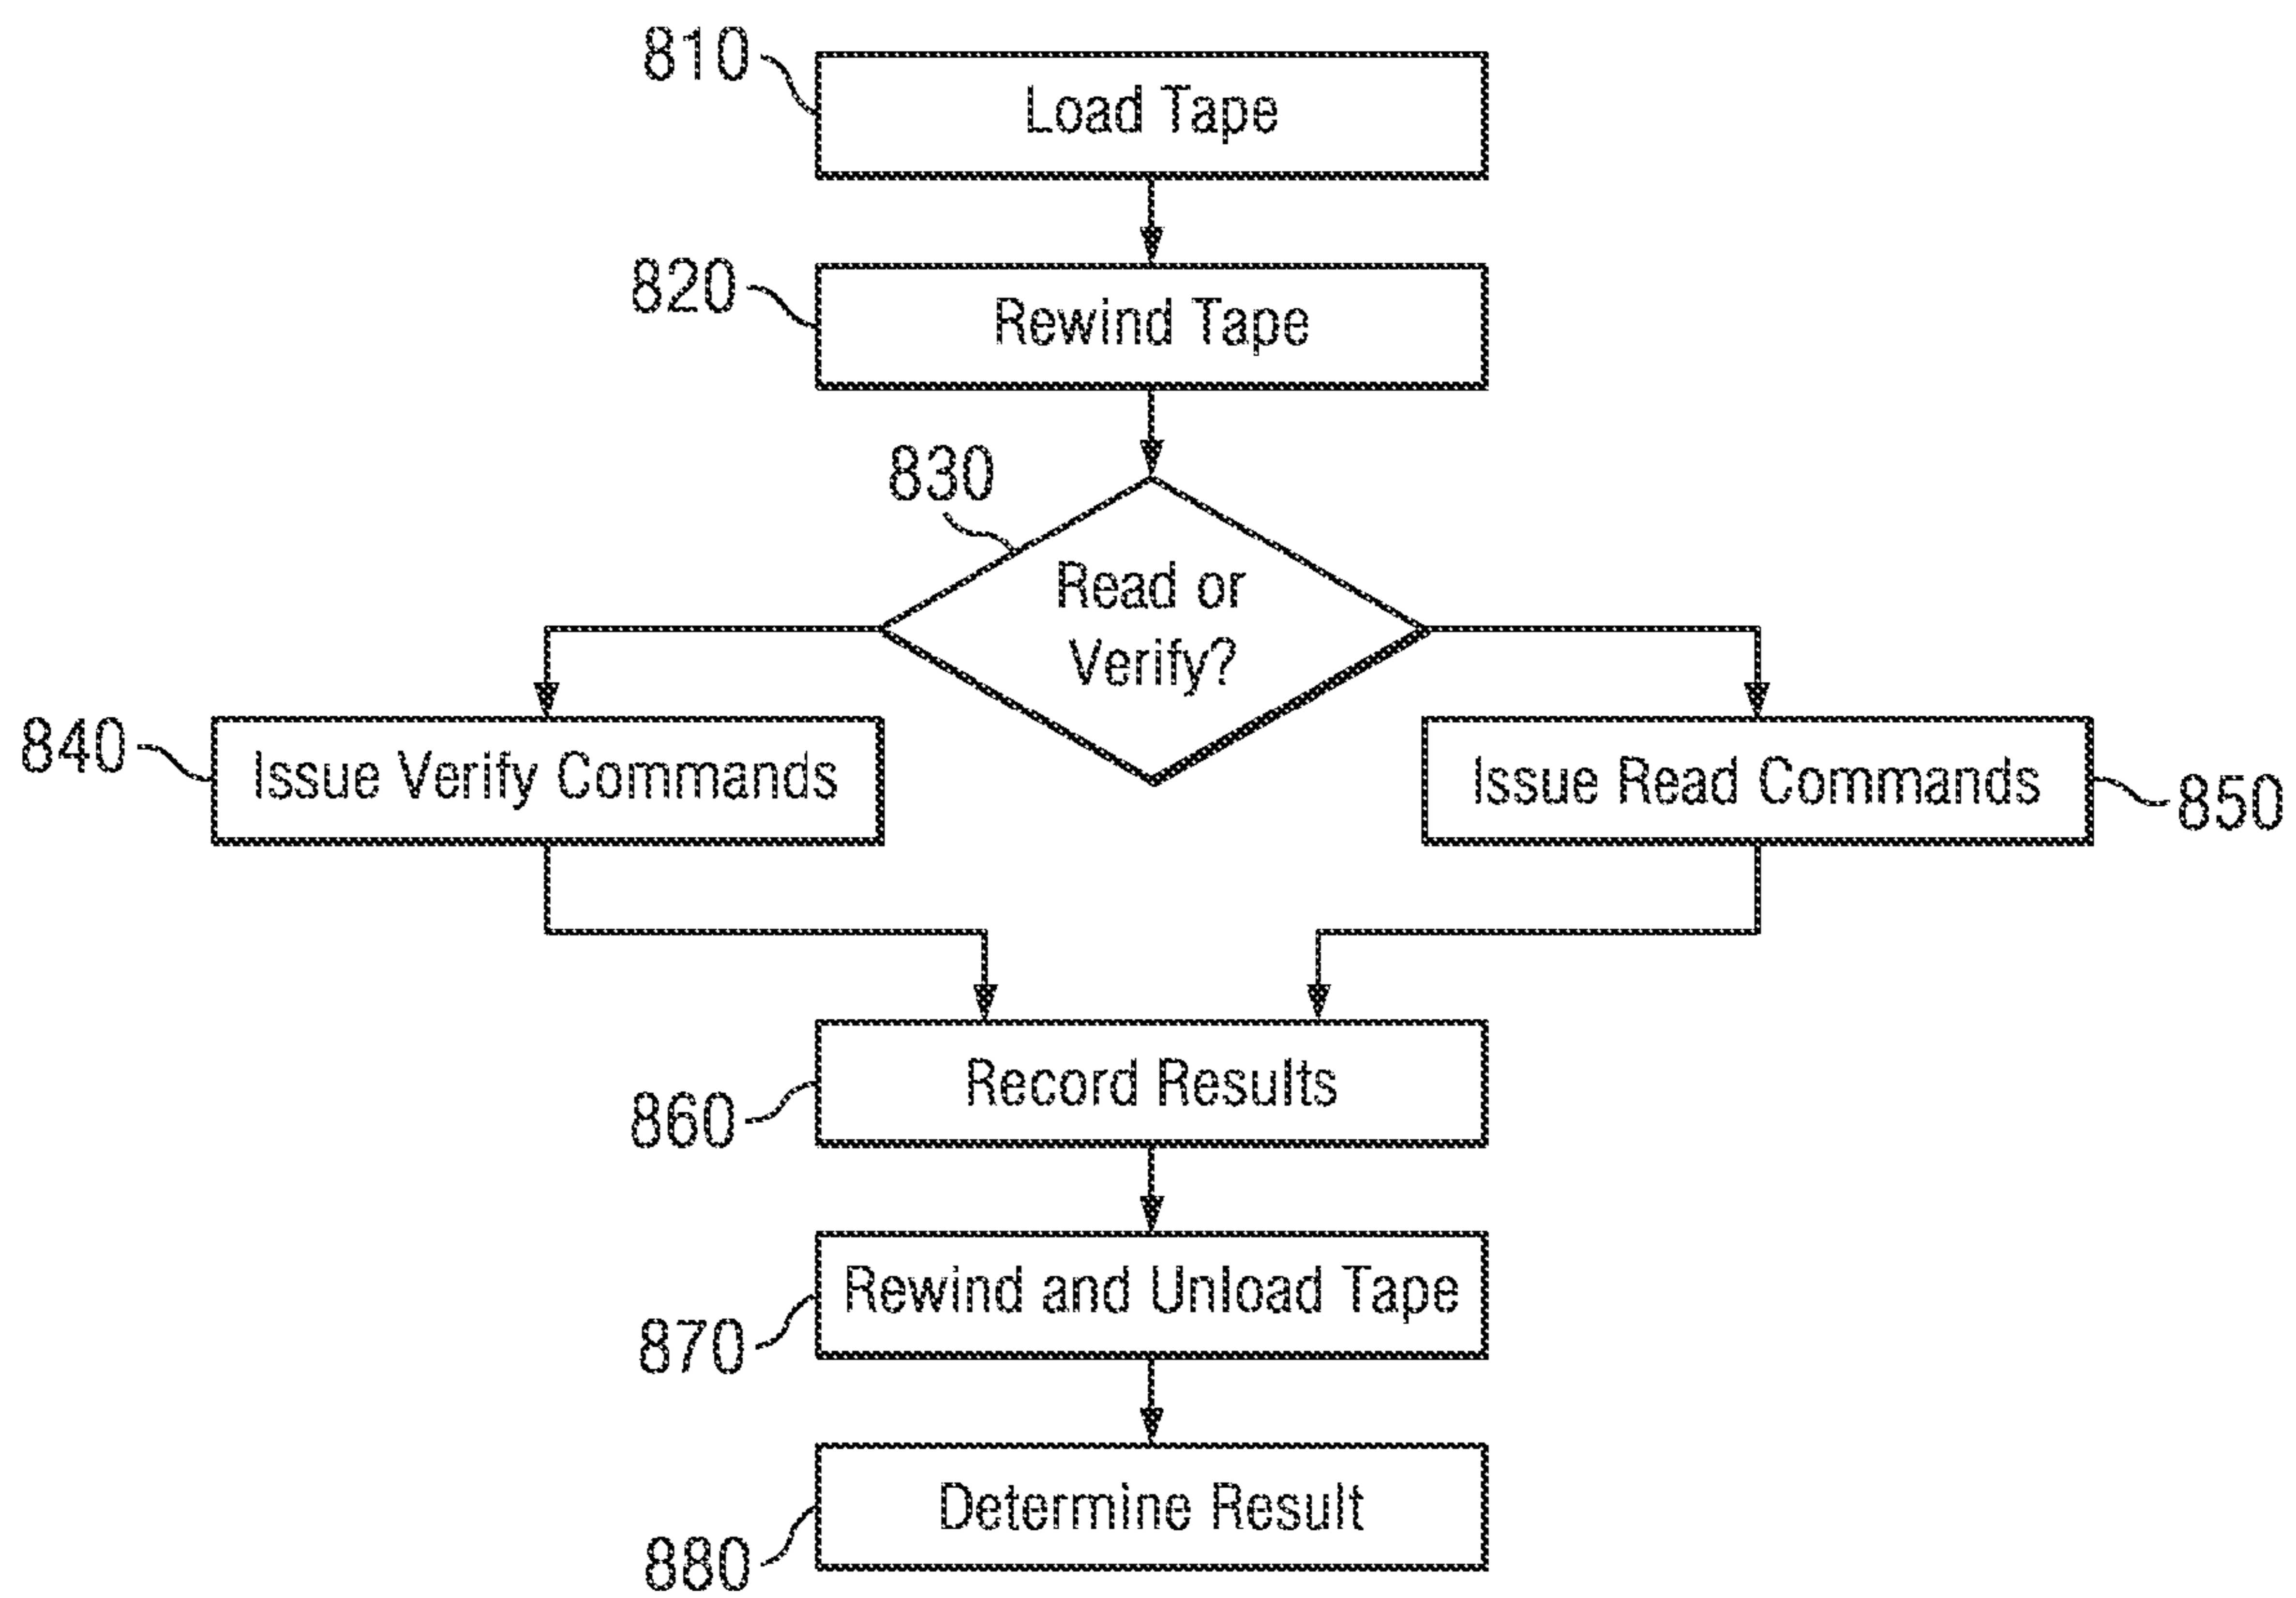 810
Load Tape
820
Rewind Tape
830
Read or
Verify?
840
Issue Verify Commands
Issue Read Commands
850
Record Results
860
Rewind and Unload Tape
870
Determine Result
880